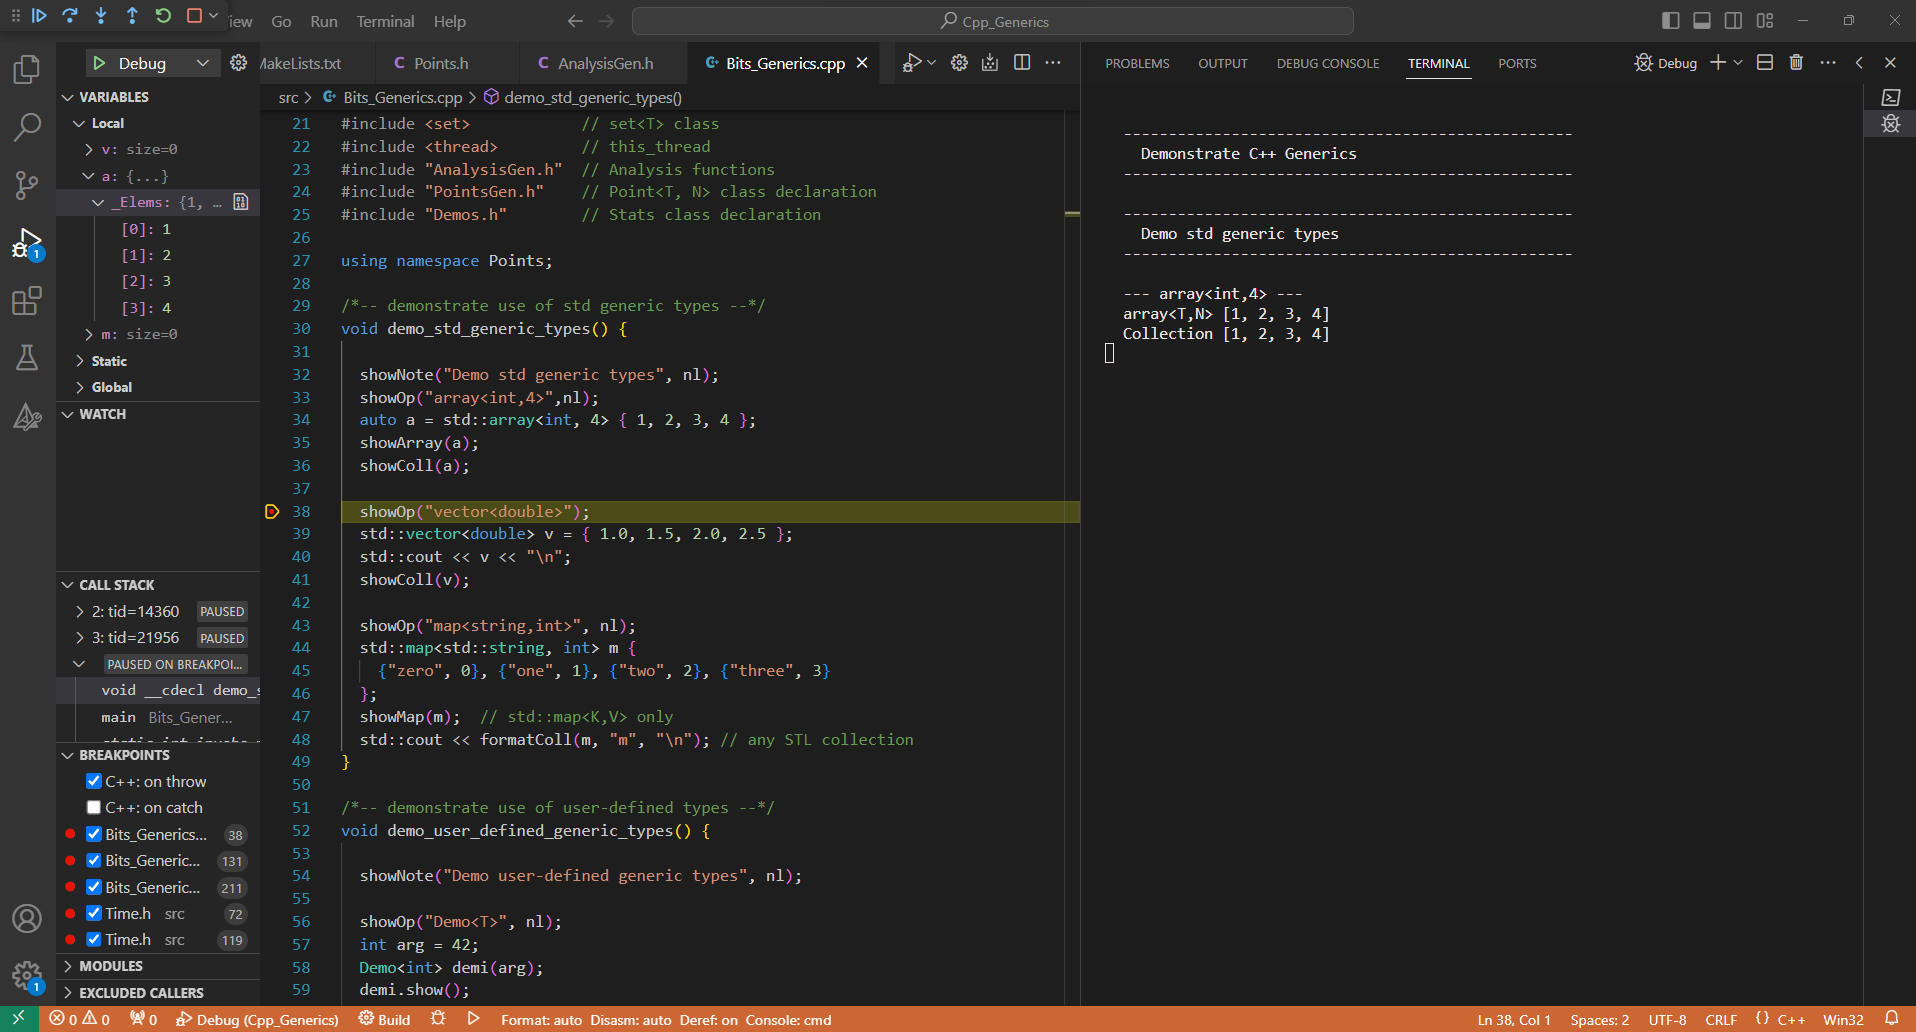 iew Go Run Terminal Help
Cpp_Generics
Debug
MakeLists.txt
C Points.h
C AnalysisGen.h
Bits_Generics.cpp
PROBLEMS OUTPUT DEBUG CONSOLE TERMINAL PORTS
Debug
src > Bits_Generics.cpp > demo_std_generic_types()
VARIABLES
Local
v: size=0
a: {...}
_Elems: {1, ...
[0]: 1
[1]: 2
[2]: 3
[3]: 4
m: size=0
Static
Global
WATCH
CALL STACK
2: tid=14360 PAUSED
3: tid=21956 PAUSED
PAUSED ON BREAKPOI...
void __cdecl demo_s
main Bits_Gener...
static int invoke
BREAKPOINTS
C++: on throw
C++: on catch
Bits_Generics... 38
Bits_Generic... 131
Bits_Generic... 211
Time.h src 72
Time.h src 119
MODULES
EXCLUDED CALLERS
1
1
21 #include <set> // set<T> class
22 #include <thread> // this_thread
23 #include "AnalysisGen.h" // Analysis functions
24 #include "PointsGen.h" // Point<T, N> class declaration
25 #include "Demos.h" // Stats class declaration
26
27 using namespace Points;
28
29 /*-- demonstrate use of std generic types --*/
30 void demo_std_generic_types() {
31
32 showNote("Demo std generic types", nl);
33 showOp("array<int,4>",nl);
34 auto a = std::array<int, 4> { 1, 2, 3, 4 };
35 showArray(a);
36 showColl(a);
37
38 showOp("vector<double>");
39 std::vector<double> v = { 1.0, 1.5, 2.0, 2.5 };
40 std::cout << v << "\n";
41 showColl(v);
42
43 showOp("map<string,int>", nl);
44 std::map<std::string, int> m {
45 {"zero", 0}, {"one", 1}, {"two", 2}, {"three", 3}
46 };
47 showMap(m); // std::map<K,V> only
48 std::cout << formatColl(m, "m", "\n"); // any STL collection
49 }
50
51 /*-- demonstrate use of user-defined types --*/
52 void demo_user_defined_generic_types() {
53
54 showNote("Demo user-defined generic types", nl);
55
56 showOp("Demo<T>", nl);
57 int arg = 42;
58 Demo<int> demi(arg);
59 demi.show();
--------------------------------------------------
Demonstrate C++ Generics
--------------------------------------------------
--------------------------------------------------
Demo std generic types
--------------------------------------------------
--- array<int,4> ---
array<T,N> [1, 2, 3, 4]
Collection [1, 2, 3, 4]
0 0 0 Debug (Cpp_Generics) Build Format: auto Disasm: auto Deref: on Console: cmd
Ln 38, Col 1 Spaces: 2 UTF-8 CRLF {} C++ Win32